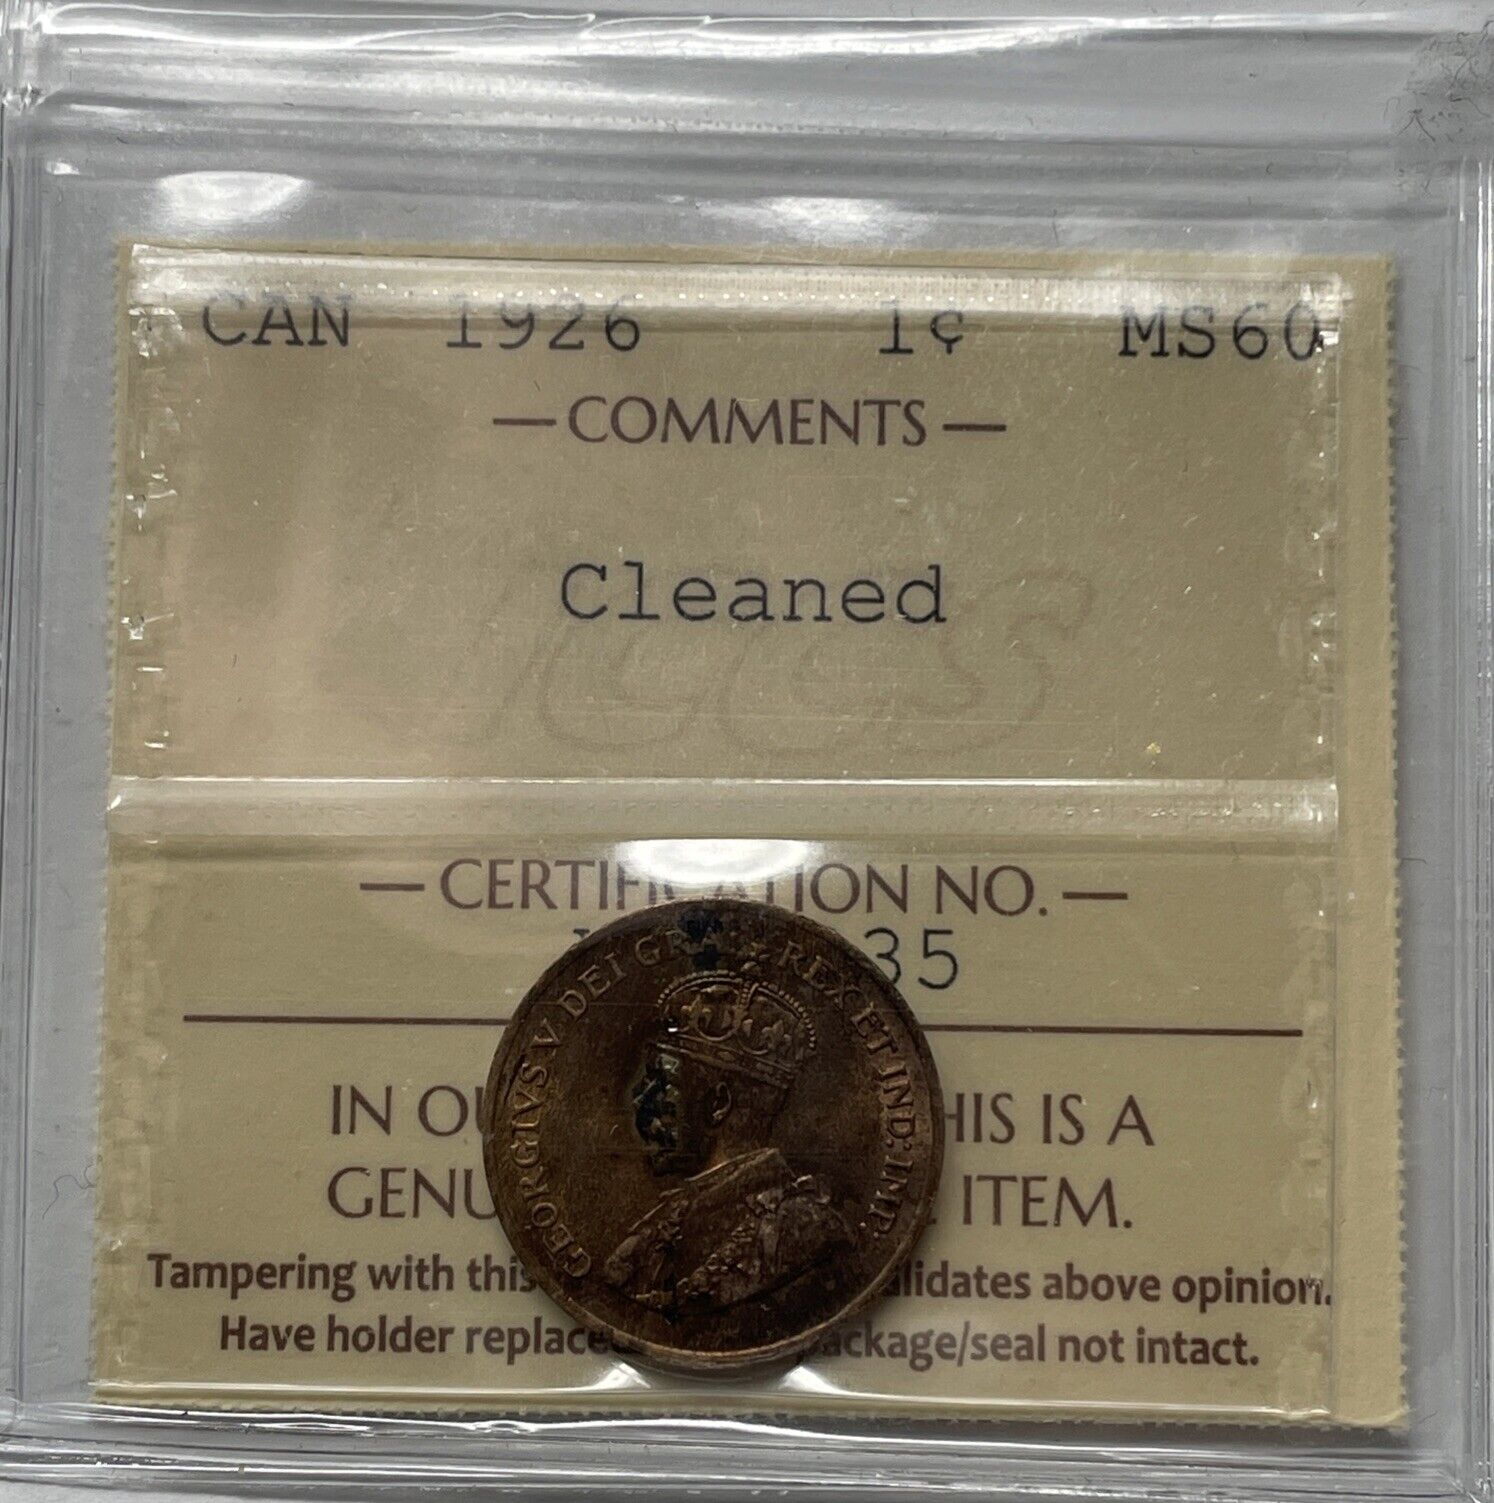 CAN 1926 1¢ MS60
— COMMENTS —
Cleaned
ICCS
— CERTIFICATION NO. —
35
IN OU HIS IS A
GENU ITEM.
Tampering with this alidates above opinion.
Have holder replace ackage/seal not intact.
GEORGIVS V DEI GRA: REX ET IND: IMP: